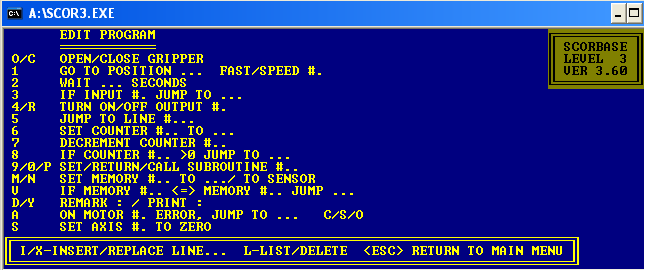 A:\SCOR3.EXE
EDIT PROGRAM
SCORBASE
LEVEL 3
VER 3.60
O/C OPEN/CLOSE GRIPPER
1 GO TO POSITION ... FAST/SPEED #.
2 WAIT ... SECONDS
3 IF INPUT #. JUMP TO ...
4/R TURN ON/OFF OUTPUT #.
5 JUMP TO LINE #...
6 SET COUNTER #.. TO ...
7 DECREMENT COUNTER #..
8 IF COUNTER #.. >0 JUMP TO ...
9/0/P SET/RETURN/CALL SUBROUTINE #..
M/N SET MEMORY #.. TO .../ TO SENSOR
V IF MEMORY #.. <=> MEMORY #.. JUMP ...
D/Y REMARK : / PRINT :
A ON MOTOR #. ERROR, JUMP TO ... C/S/O
S SET AXIS #. TO ZERO
I/X-INSERT/REPLACE LINE... L-LIST/DELETE <ESC> RETURN TO MAIN MENU